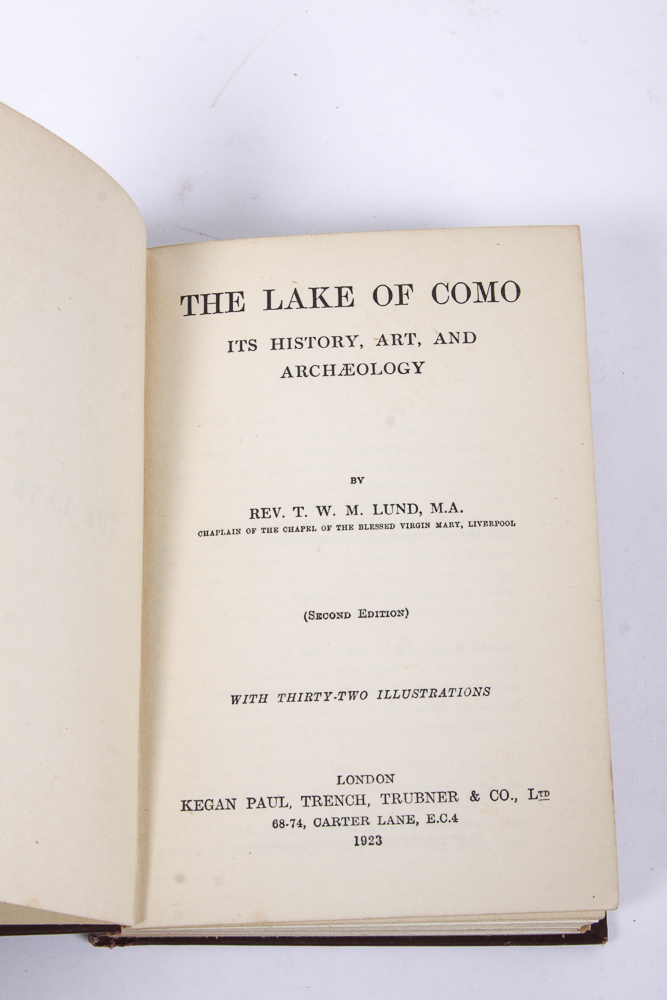 THE LAKE OF COMO
ITS HISTORY, ART, AND
ARCHÆOLOGY
BY
REV. T. W. M. LUND, M.A.
CHAPLAIN OF THE CHAPEL OF THE BLESSED VIRGIN MARY, LIVERPOOL
(SECOND EDITION)
WITH THIRTY-TWO ILLUSTRATIONS
LONDON
KEGAN PAUL, TRENCH, TRUBNER & CO., LTD
68-74, CARTER LANE, E.C.4
1923